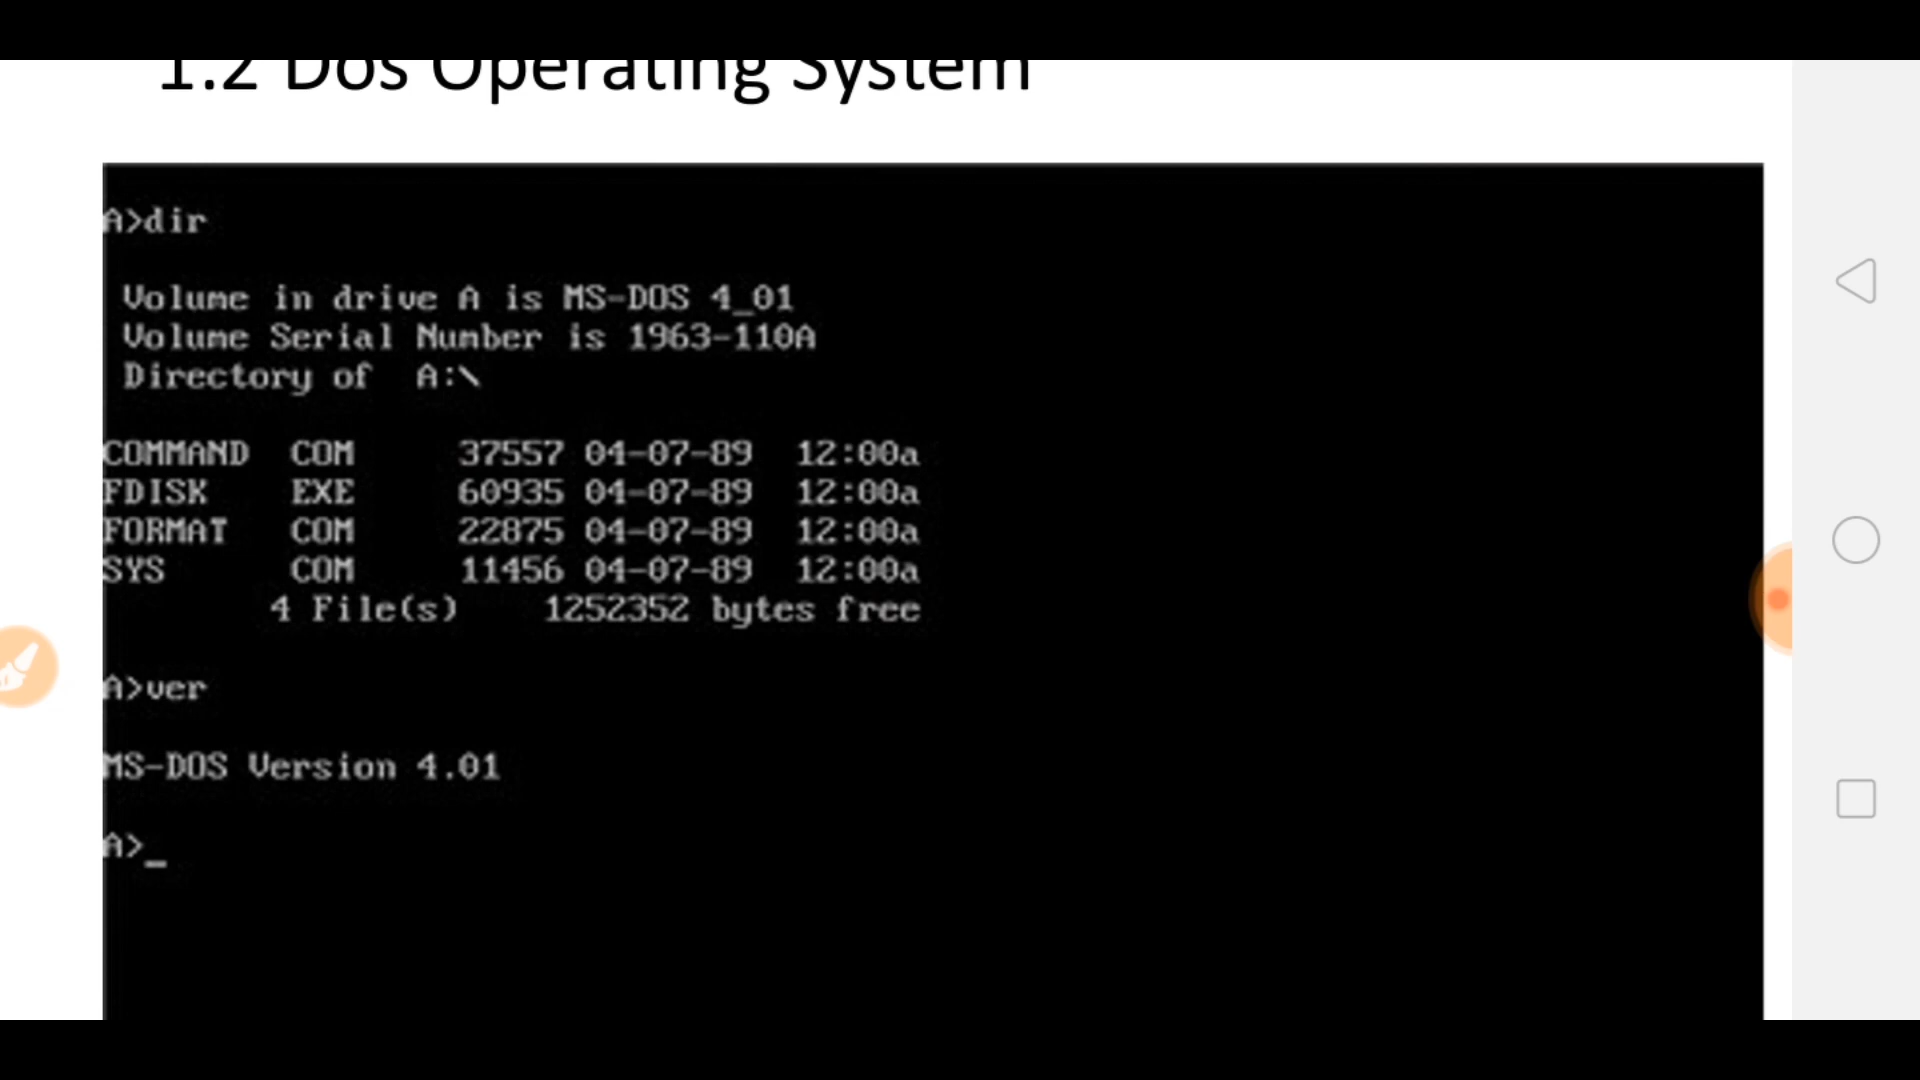 1.2 Dos Operating System
A>dir
Volume in drive A is MS-DOS 4_01
Volume Serial Number is 1963-110A
Directory of  A:\
COMMAND  COM     37557 04-07-89  12:00a
FDISK    EXE     60935 04-07-89  12:00a
FORMAT   COM     22875 04-07-89  12:00a
SYS      COM     11456 04-07-89  12:00a
4 File(s)    1252352 bytes free
A>ver
MS-DOS Version 4.01
A>_